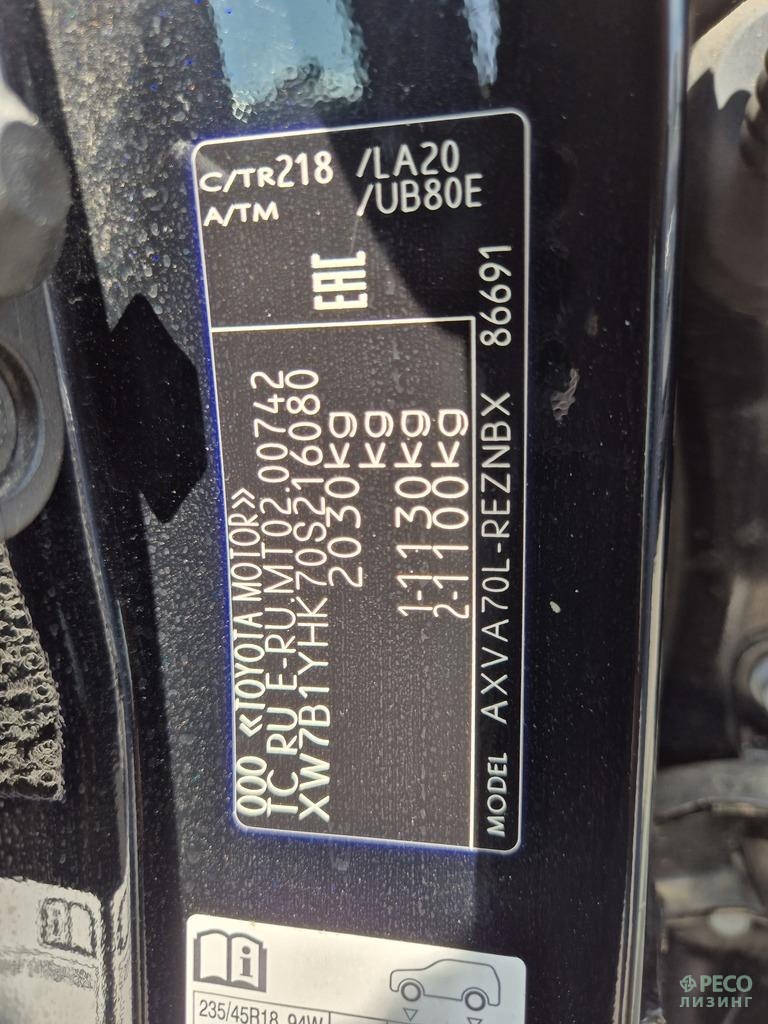 C/TR218 /LA20
A/TM /UB80E
EAC
ООО «TOYOTA MOTOR»
TC RU E-RU.MT02.00742
XW7B1YHK70S216080
2030kg
kg
1-1130kg
2-1100kg
MODEL AXVA70L-REZNBX 86691
i
235/45R18 94W
РЕСО
ЛИЗИНГ